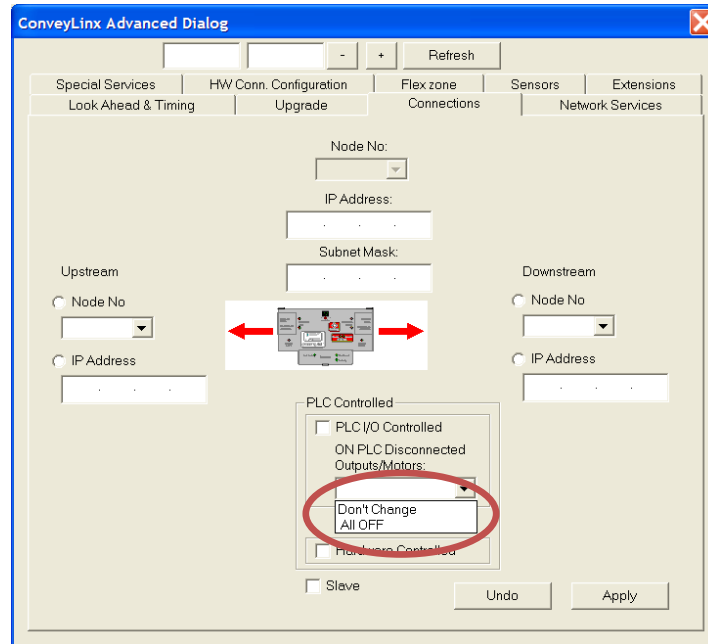 ConveyLinx Advanced Dialog
- + Refresh
Special Services HW Conn. Configuration Flex zone Sensors Extensions
Look Ahead & Timing Upgrade Connections Network Services
Node No:
IP Address:
Subnet Mask:
Upstream
Downstream
Node No
Node No
IP Address
IP Address
PLC Controlled
PLC I/O Controlled
ON PLC Disconnected
Outputs/Motors:
Don't Change
All OFF
Hardware Controlled
Slave
Undo Apply